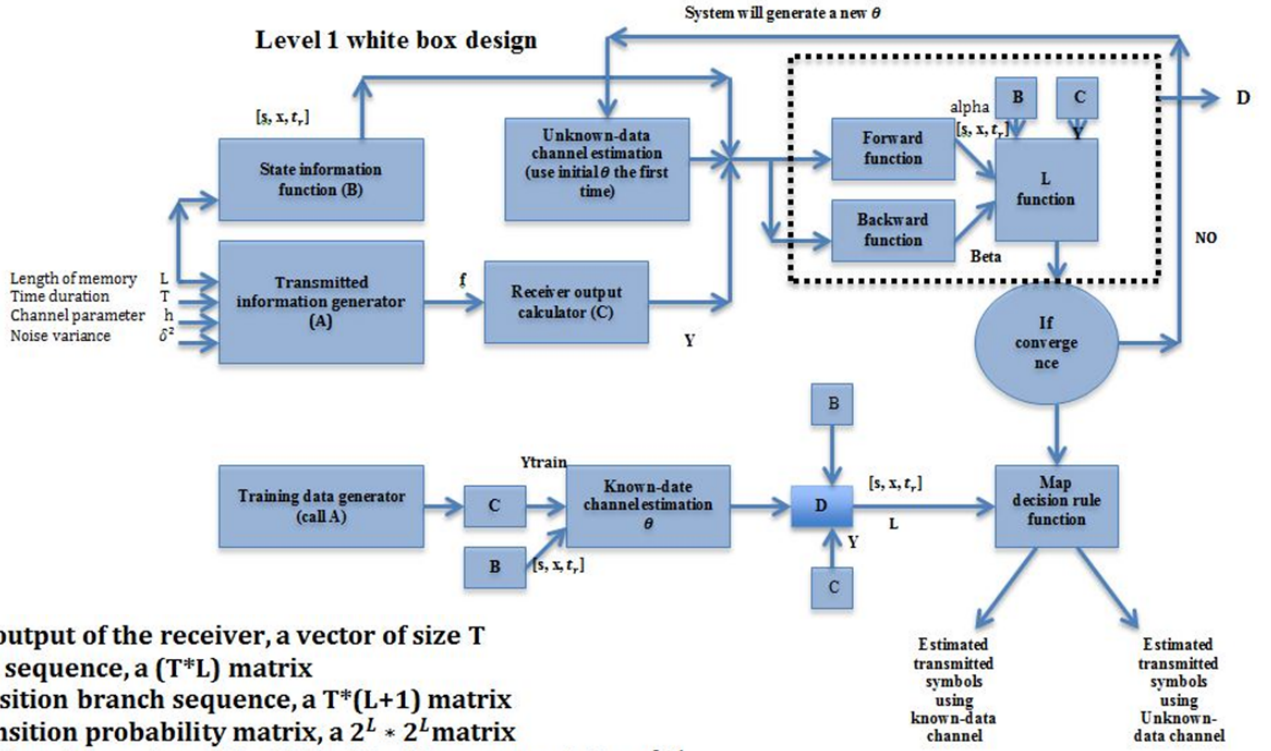 System will generate a new θ
Level 1 white box design
[s, x, tᵣ]
State information
function (B)
Unknown-data
channel estimation
(use initial θ the first
time)
Forward
function
Backward
function
alpha
[s, x, tᵣ]
B
C
Y
L
function
Beta
D
NO
Length of memory L
Time duration T
Channel parameter h
Noise variance δ²
Transmitted
information generator
(A)
f
Receiver output
calculator (C)
Y
If
converge
nce
Training data generator
(call A)
C
B
Ytrain
[s, x, tᵣ]
Known-date
channel estimation
θ
B
D
Y
C
[s, x, tᵣ]
L
Map
decision rule
function
Estimated
transmitted
symbols
using
known-data
channel
Estimated
transmitted
symbols
using
Unknown-
data channel
output of the receiver, a vector of size T
sequence, a (T*L) matrix
sition branch sequence, a T*(L+1) matrix
nsition probability matrix, a 2ᴸ * 2ᴸ matrix